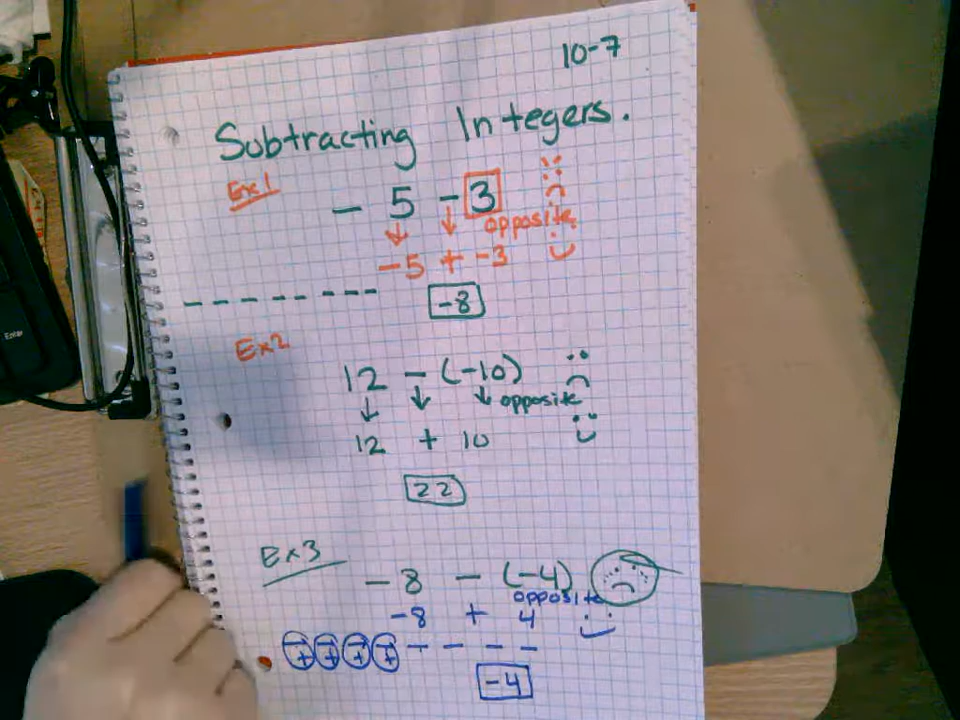 10-7
Subtracting Integers.
Ex1
- 5 - 3
opposite
-5 + -3
- - - - - - - -
-8
Ex2
12 - (-10)
opposite
12 + 10
22
Ex3
-8 - (-4)
opposite
-8 + 4
- - - - - - - -
+ + + +
-4
Enter